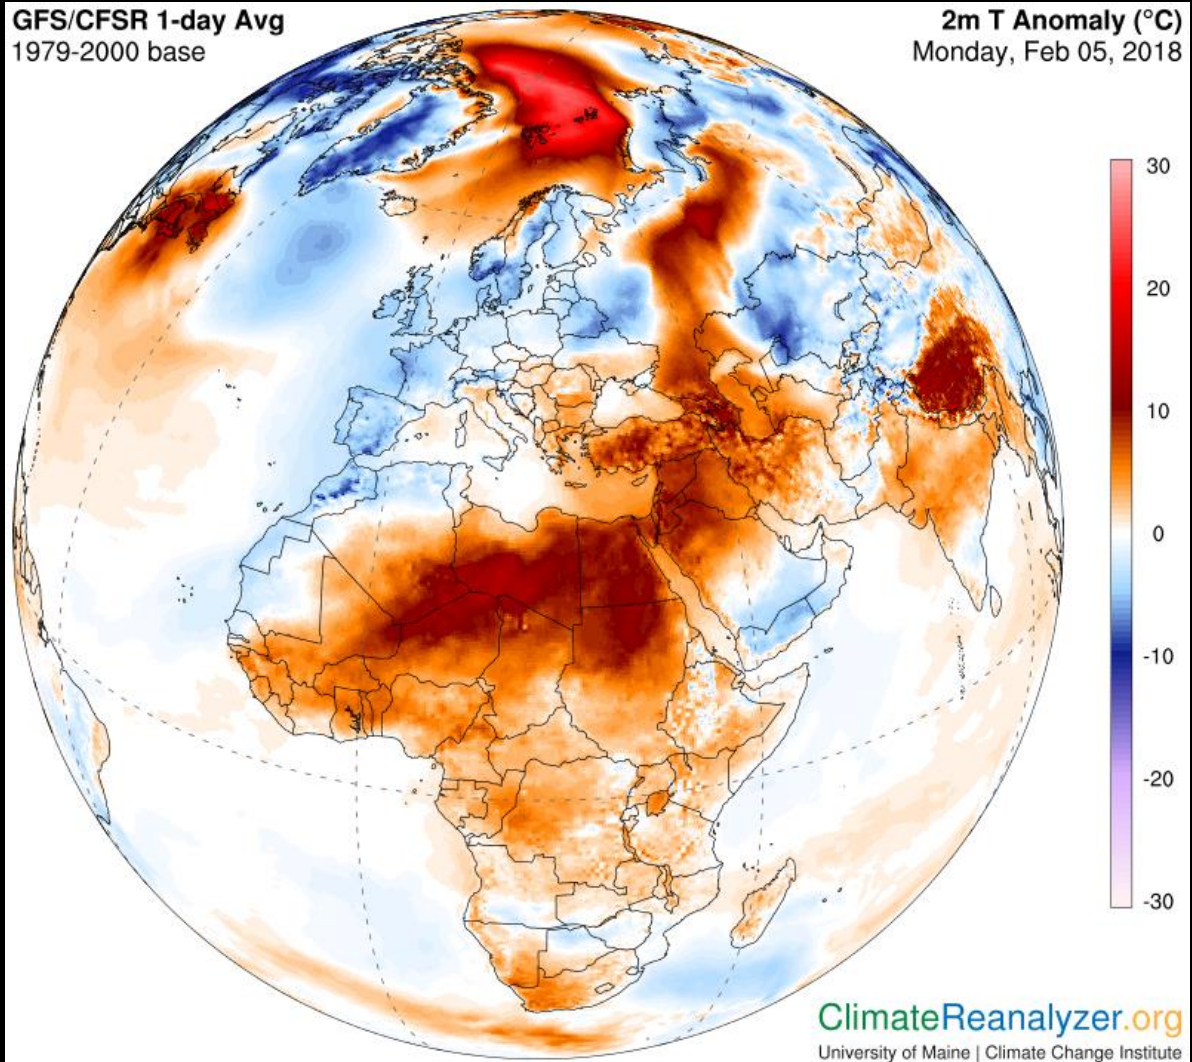 GFS/CFSR 1-day Avg
1979-2000 base
2m T Anomaly (°C)
Monday, Feb 05, 2018
30
20
10
0
-10
-20
-30
ClimateReanalyzer.org
University of Maine | Climate Change Institute